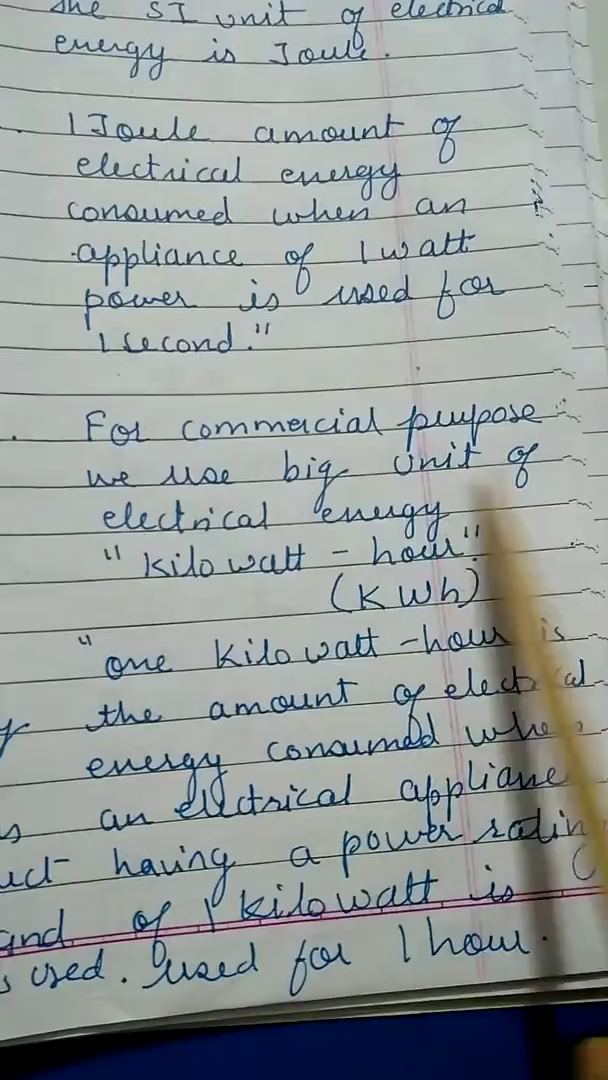 the SI unit of electrical
energy is Joule.
1 Joule amount of
electrical energy
consumed when an
appliance of 1 watt
power is used for
1 second."
For commercial purpose
we use big unit of
electrical energy
"kilowatt - hour"
(KWh)
"one kilowatt -hour is
the amount of electrical
energy consumed when
an electrical appliance
having a power rating
and of 1 kilowatt is
used. used for 1 hour.